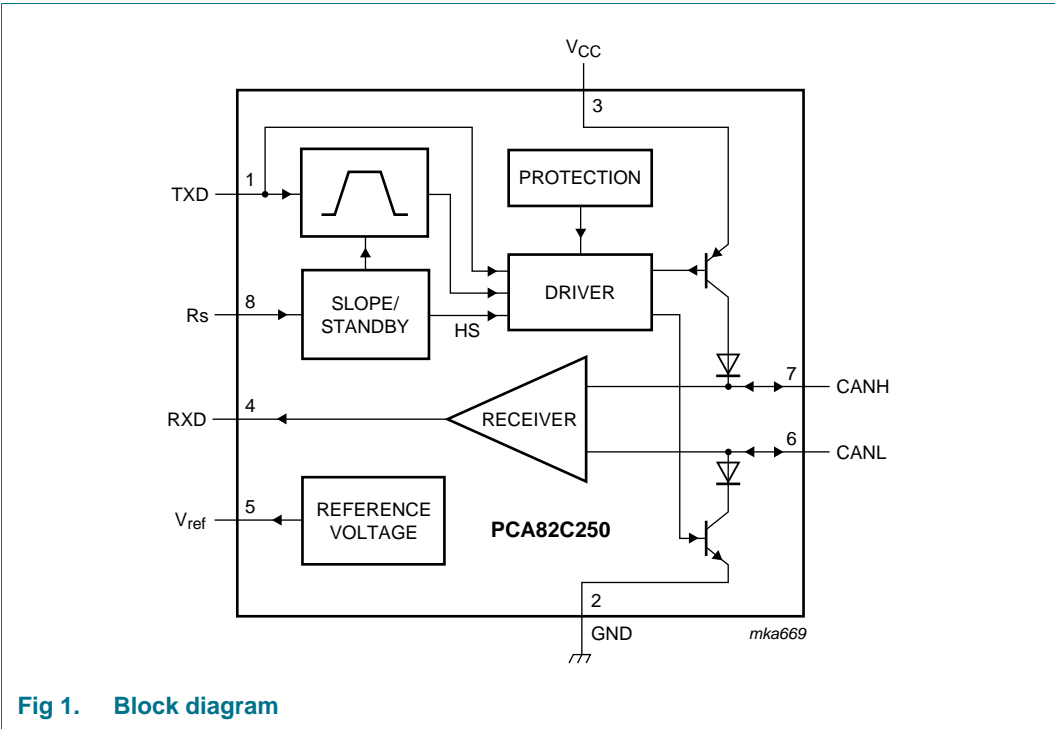 VCC
3
TXD
1
PROTECTION
DRIVER
Rs
8
SLOPE/
STANDBY
HS
7
CANH
RXD
4
RECEIVER
6
CANL
Vref
5
REFERENCE
VOLTAGE
PCA82C250
2
GND
mka669
Fig 1. Block diagram